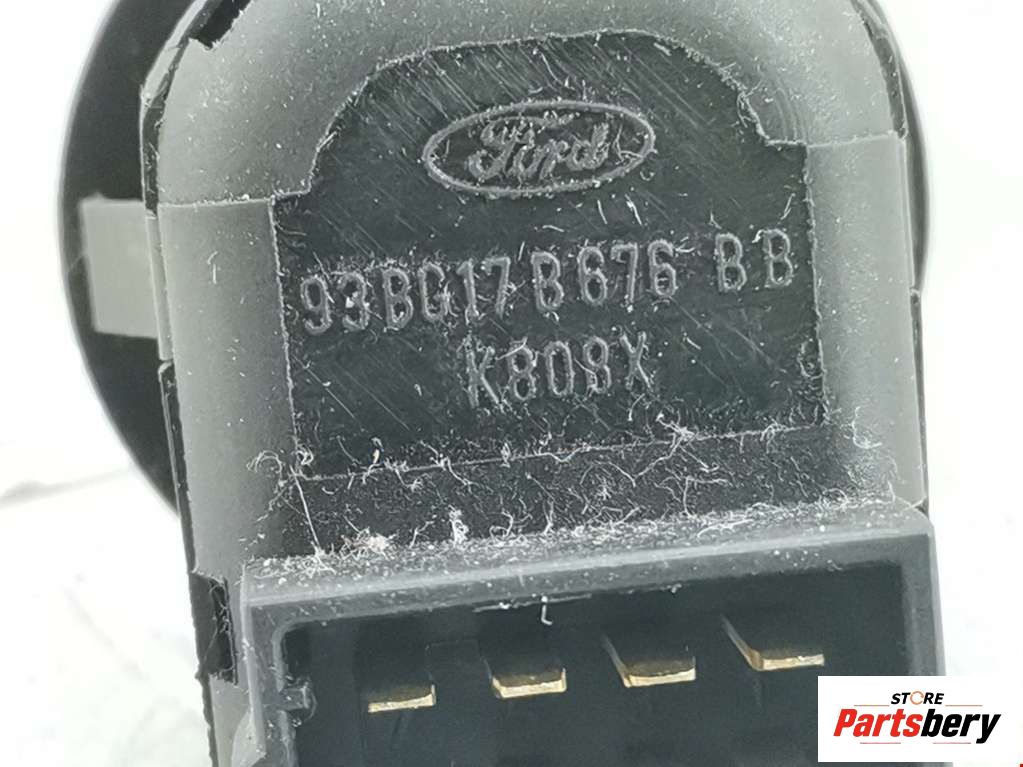 Ford
93BG17B676 BB
K808X
STORE
Partsbery